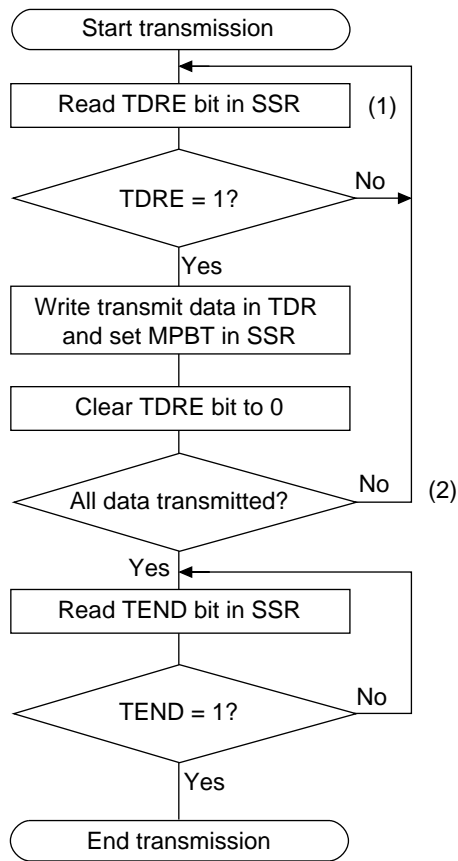 Start transmission
Read TDRE bit in SSR
(1)
TDRE = 1?
No
Yes
Write transmit data in TDR
and set MPBT in SSR
Clear TDRE bit to 0
All data transmitted?
No
(2)
Yes
Read TEND bit in SSR
TEND = 1?
No
Yes
End transmission